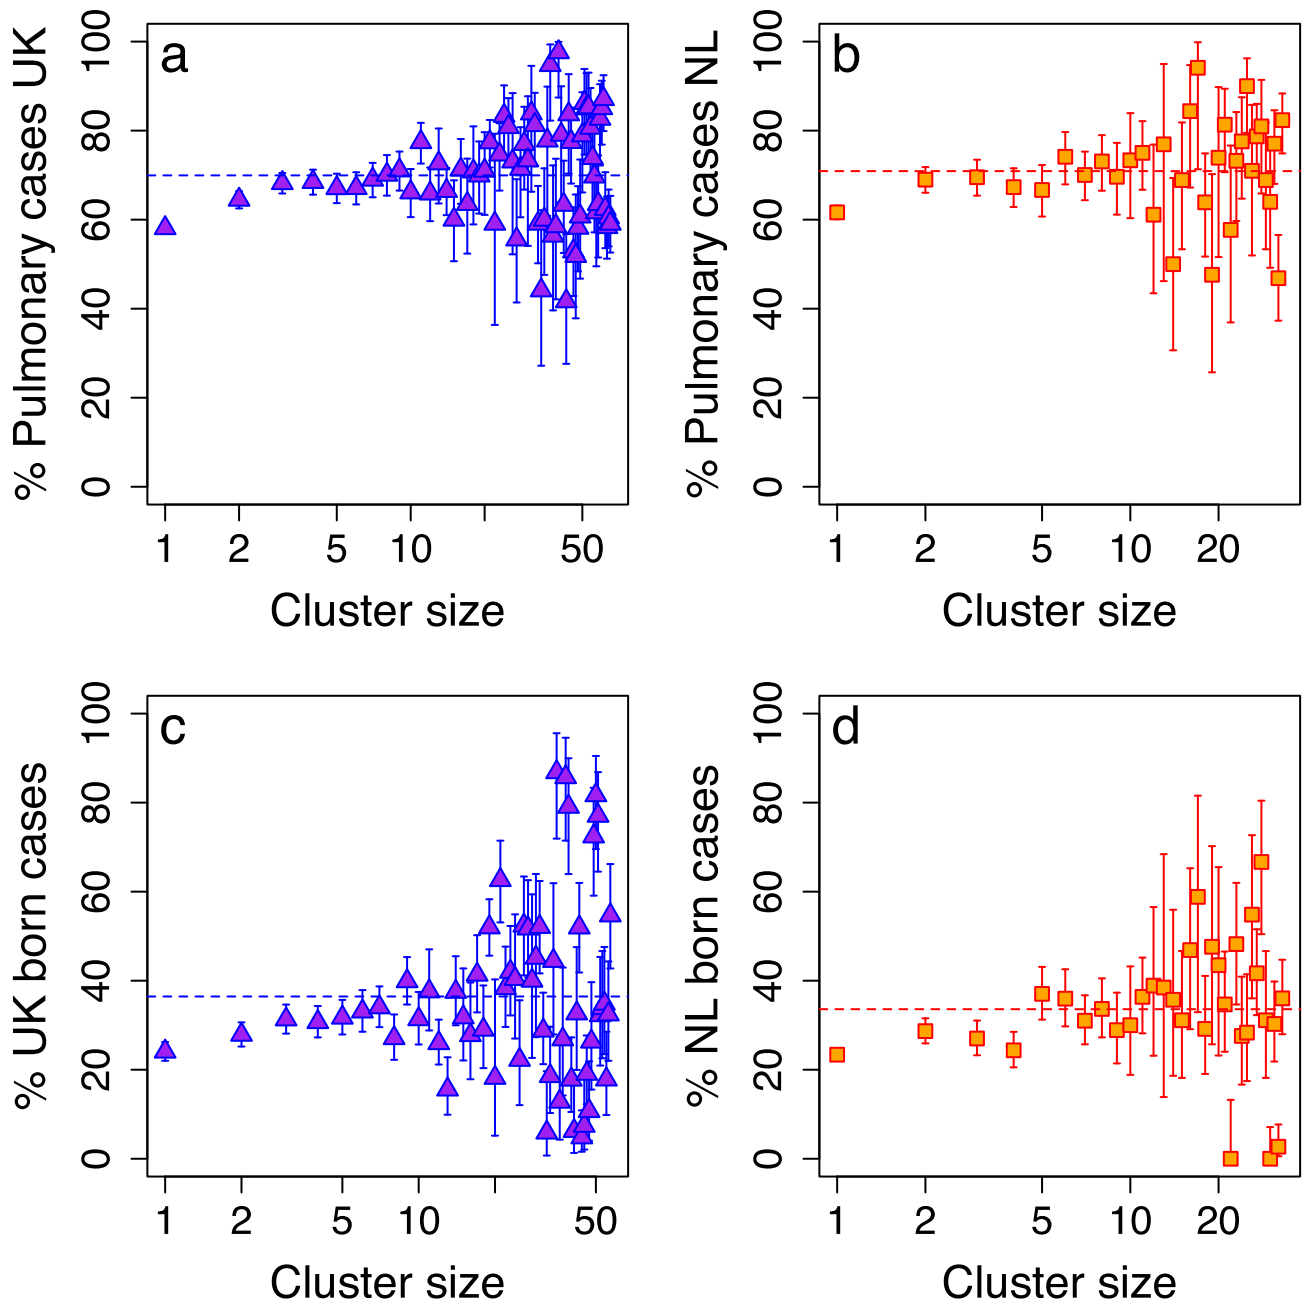 a
% Pulmonary cases UK
0 20 40 60 80 100
1 2 5 10 50
Cluster size
b
% Pulmonary cases NL
0 20 40 60 80 100
1 2 5 10 20
Cluster size
c
% UK born cases
0 20 40 60 80 100
1 2 5 10 50
Cluster size
d
% NL born cases
0 20 40 60 80 100
1 2 5 10 20
Cluster size